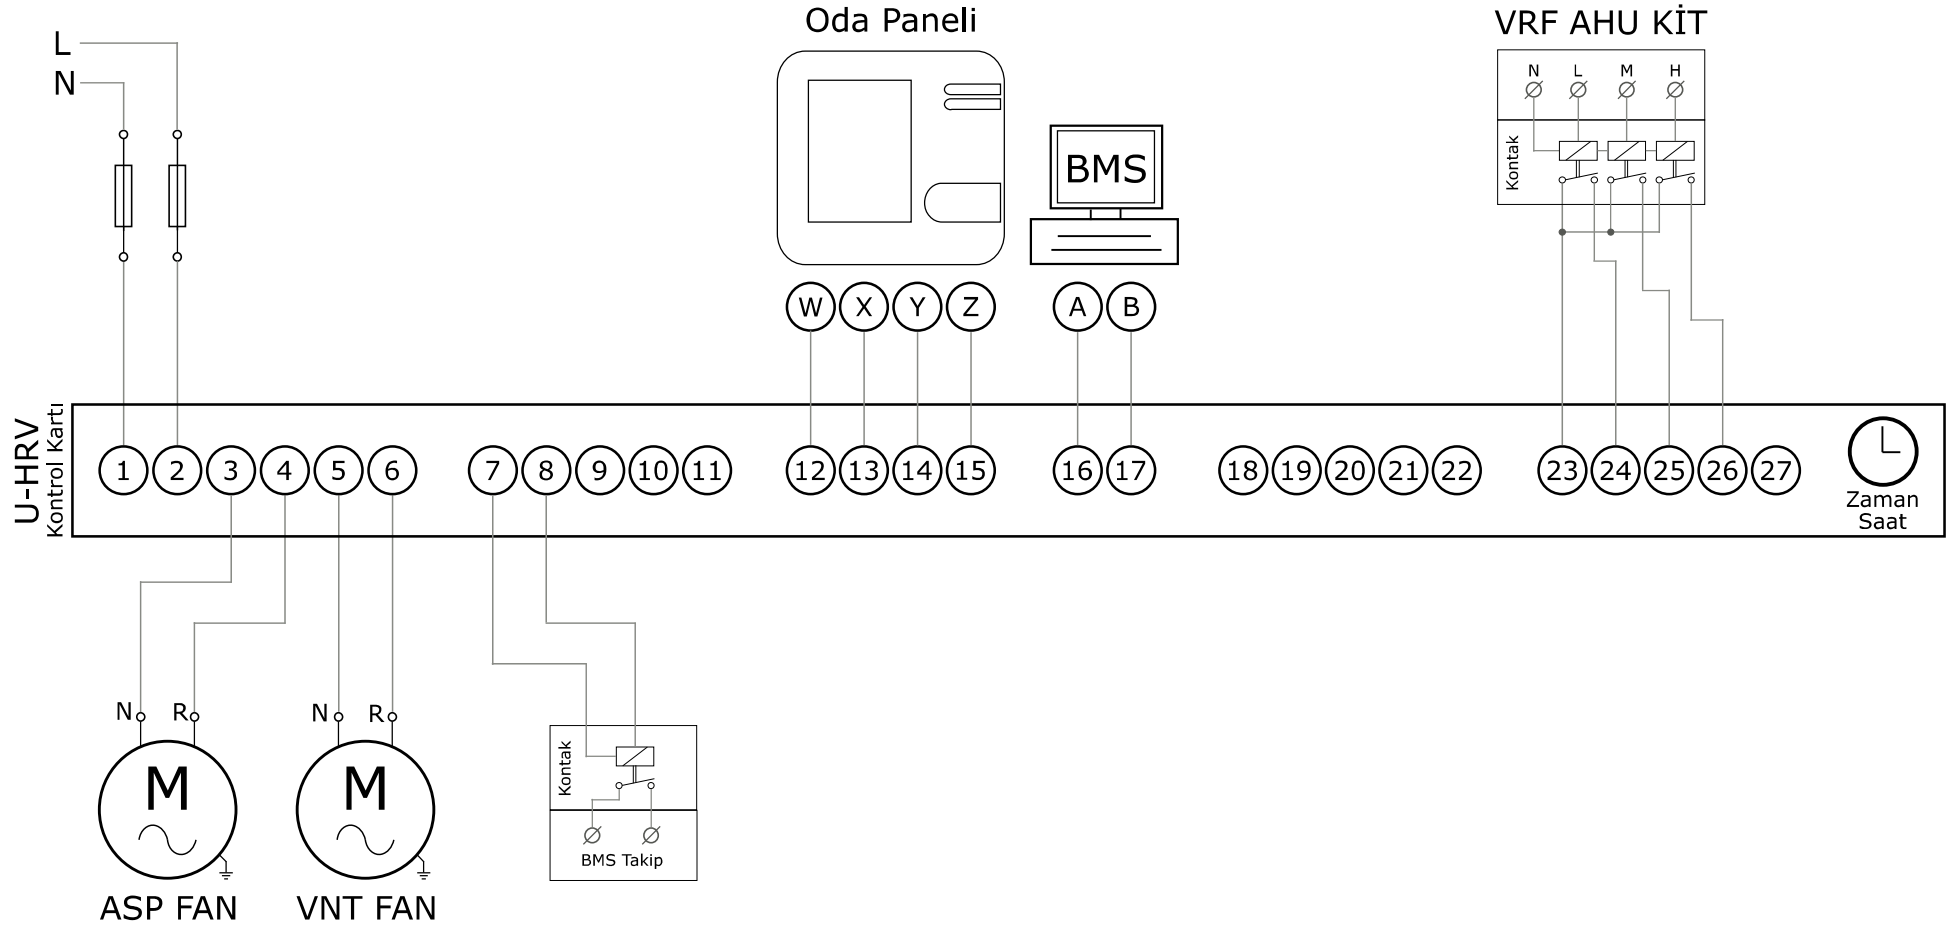 L
N
Oda Paneli
VRF AHU KİT
N L M H
Kontak
BMS
W X Y Z
A B
U-HRV
Kontrol Kartı
1 2 3 4 5 6
7 8 9 10 11
12 13 14 15
16 17
18 19 20 21 22
23 24 25 26 27
Zaman
Saat
N R
N R
M
M
Kontak
BMS Takip
ASP FAN
VNT FAN